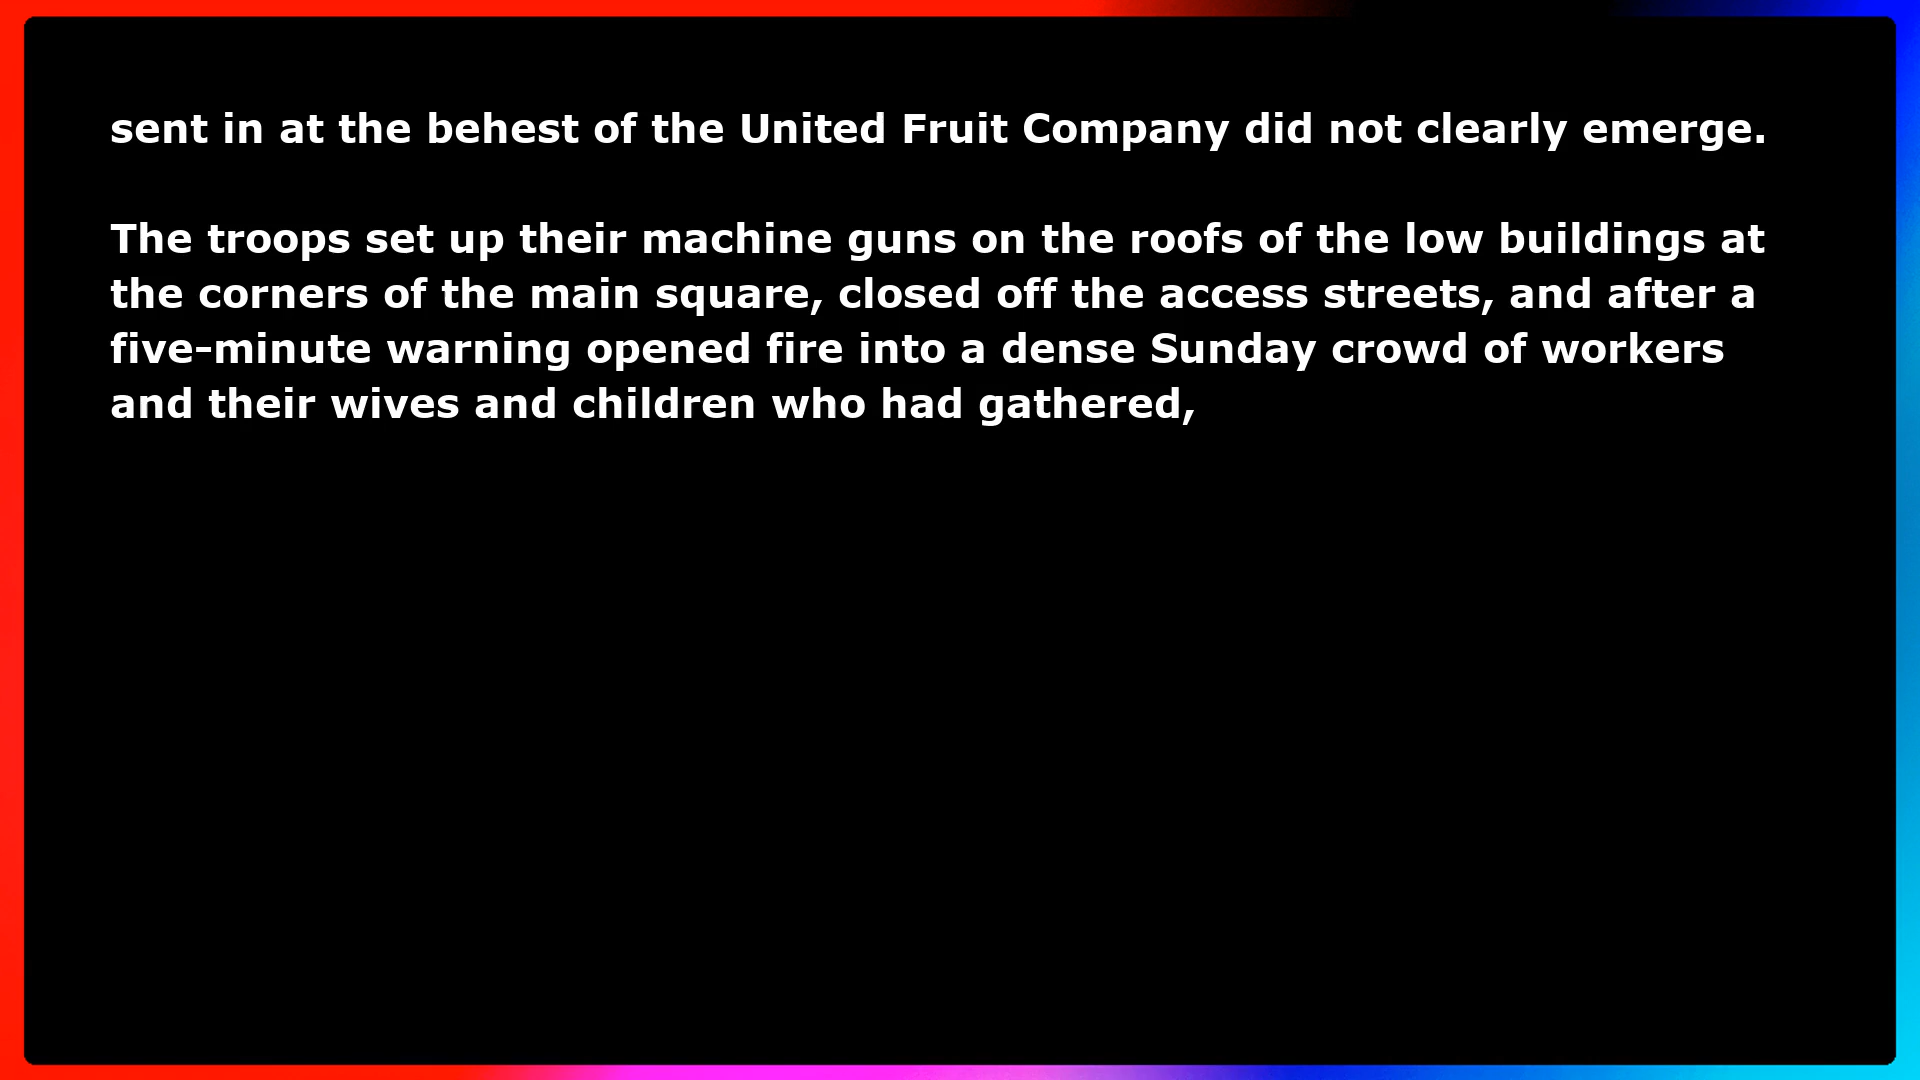 sent in at the behest of the United Fruit Company did not clearly emerge.
The troops set up their machine guns on the roofs of the low buildings at
the corners of the main square, closed off the access streets, and after a
five-minute warning opened fire into a dense Sunday crowd of workers
and their wives and children who had gathered,